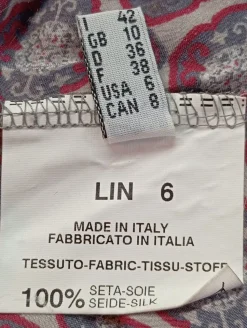 I 42
GB 10
D 36
F 38
USA 6
CAN 8
LIN 6
MADE IN ITALY
FABBRICATO IN ITALIA
TESSUTO-FABRIC-TISSU-STOFF
100% SETA-SOIE
SEIDE-SILK